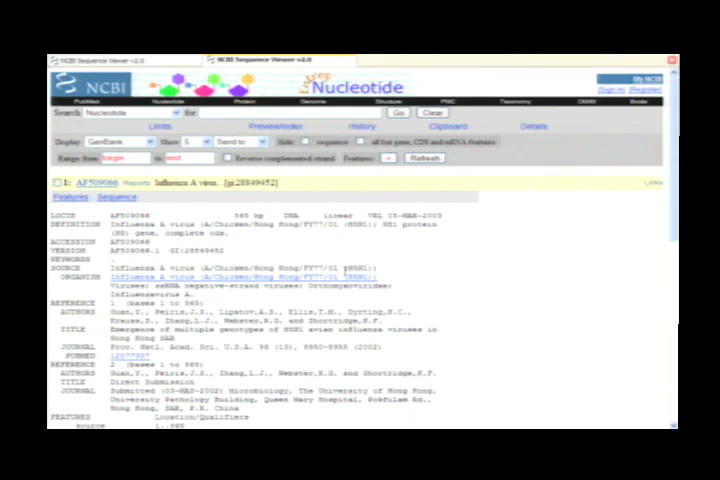 NCBI Sequence Viewer v2.0
NCBI Sequence Viewer v2.0
NCBI
Entrez
Nucleotide
My NCBI
[Sign In] [Register]
PubMed Nucleotide Protein Genome Structure PMC Taxonomy OMIM Books
Search Nucleotide for Go Clear
Limits Preview/Index History Clipboard Details
Display GenBank Show 5 Send to Hide: sequence all but gene, CDS and mRNA features
Range: from begin to end Reverse complemented strand Features: + Refresh
1: AF509066 Reports Influenza A virus...[gi:28849452] Links
Features Sequence
LOCUS AF509066 865 bp DNA linear VRL 05-MAR-2003
DEFINITION Influenza A virus (A/Chicken/Hong Kong/FY77/01 (H5N1)) NS1 protein
(NS) gene, complete cds.
ACCESSION AF509066
VERSION AF509066.1 GI:28849452
KEYWORDS .
SOURCE Influenza A virus (A/Chicken/Hong Kong/FY77/01 (H5N1))
ORGANISM Influenza A virus (A/Chicken/Hong Kong/FY77/01 (H5N1))
Viruses; ssRNA negative-strand viruses; Orthomyxoviridae;
Influenzavirus A.
REFERENCE 1 (bases 1 to 865)
AUTHORS Guan,Y., Peiris,J.S., Lipatov,A.S., Ellis,T.M., Dyrting,K.C.,
Krauss,S., Zhang,L.J., Webster,R.G. and Shortridge,K.F.
TITLE Emergence of multiple genotypes of H5N1 avian influenza viruses in
Hong Kong SAR
JOURNAL Proc. Natl. Acad. Sci. U.S.A. 99 (13), 8950-8955 (2002)
PUBMED 12077307
REFERENCE 2 (bases 1 to 865)
AUTHORS Guan,Y., Peiris,J.S., Zhang,L.J., Webster,R.G. and Shortridge,K.F.
TITLE Direct Submission
JOURNAL Submitted (03-MAY-2002) Microbiology, The University of Hong Kong,
University Pathology Building, Queen Mary Hospital, Pokfulam Rd.,
Hong Kong, SAR, P.R. China
FEATURES Location/Qualifiers
source 1..865